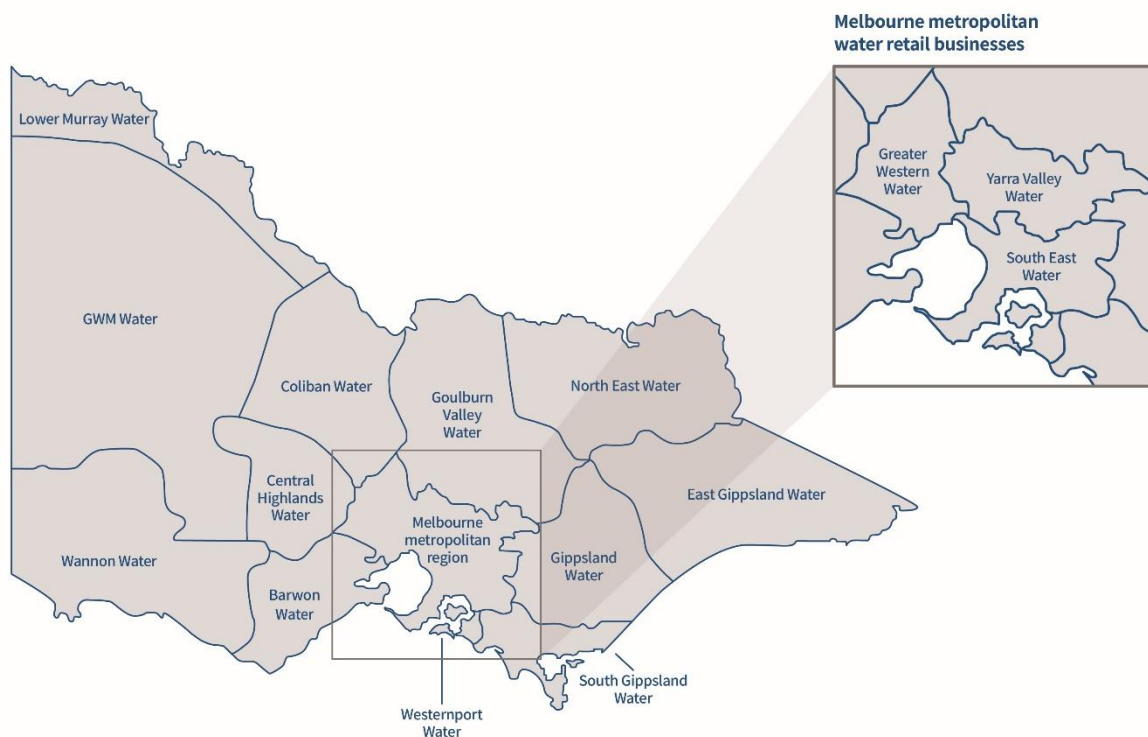 Melbourne metropolitan
water retail businesses
Lower Murray Water
Greater
Western
Water
Yarra Valley
Water
South East
Water
GWM Water
Coliban Water
Goulburn
Valley
Water
North East Water
Central
Highlands
Water
East Gippsland Water
Melbourne
metropolitan
region
Wannon Water
Gippsland
Water
Barwon
Water
South Gippsland
Water
Westernport
Water